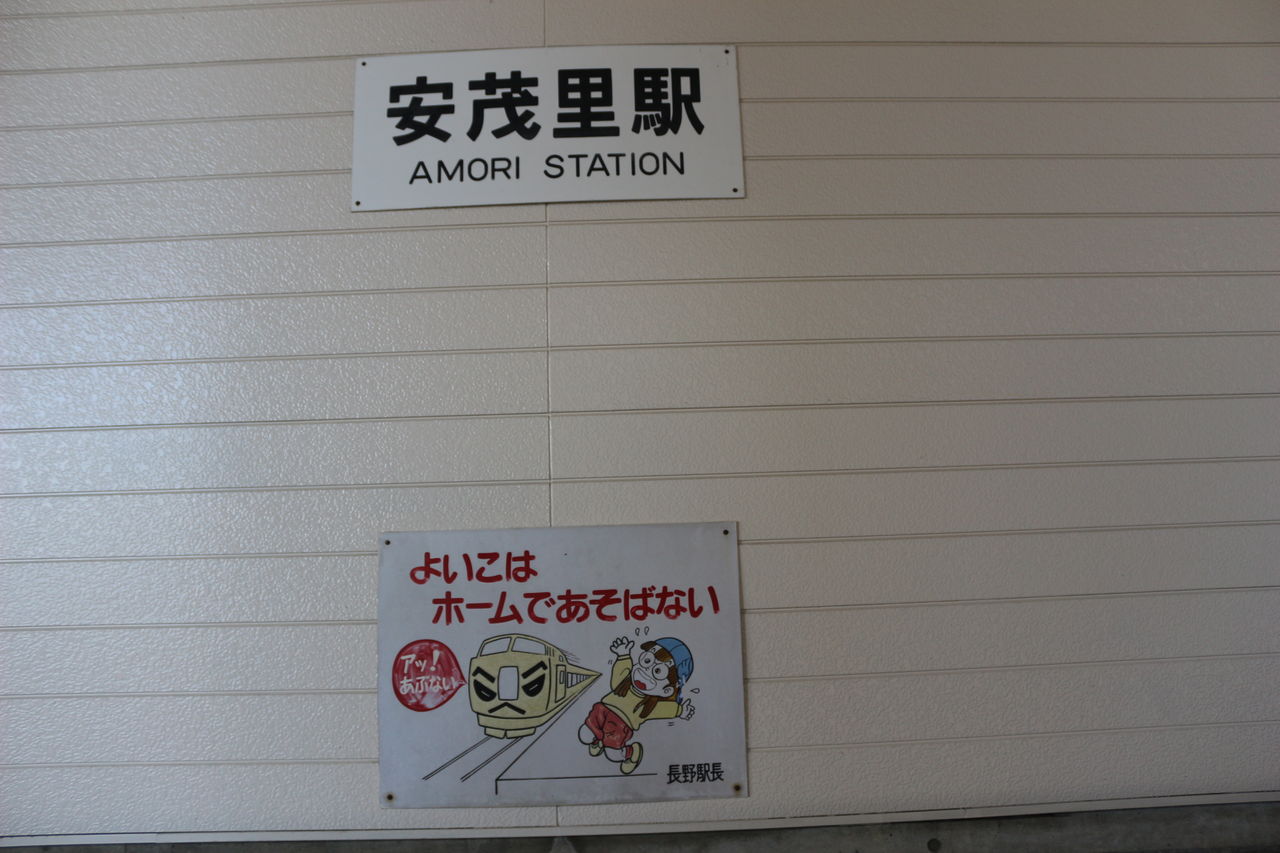 安茂里駅
AMORI STATION
よいこは
ホームであそばない
アッ!
あぶない
長野駅長